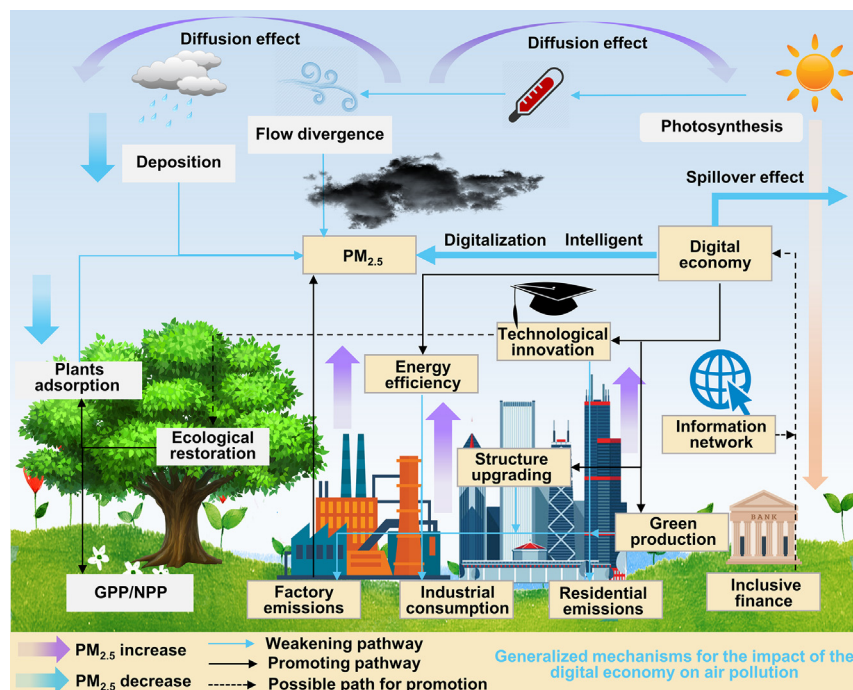 Diffusion effect
Diffusion effect
Photosynthesis
Flow divergence
Deposition
Spillover effect
Digitalization Intelligent
PM2.5
Digital
economy
Technological
innovation
Plants
adsorption
Energy
efficiency
Ecological
restoration
Information
network
Structure
upgrading
BANK
Green
production
GPP/NPP
Factory
emissions
Industrial
consumption
Residential
emissions
Inclusive
finance
PM2.5 increase
Weakening pathway
Promoting pathway
PM2.5 decrease
Possible path for promotion
Generalized mechanisms for the impact of the
digital economy on air pollution